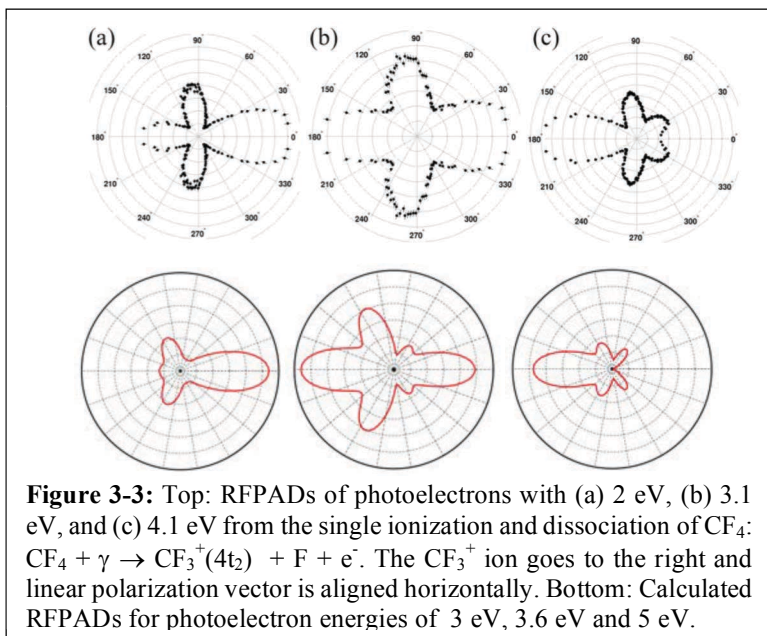 (a) (b) (c)
90° 90° 90°
120° 60° 120° 60° 120° 60°
150° 30° 150° 30° 150° 30°
180° 0° 180° 0° 180° 0°
210° 330° 210° 330° 210° 330°
240° 300° 240° 300° 240° 300°
270° 270° 270°
Figure 3-3: Top: RFPADs of photoelectrons with (a) 2 eV, (b) 3.1
eV, and (c) 4.1 eV from the single ionization and dissociation of CF₄:
CF₄ + γ → CF₃⁺(4t₂) + F + e⁻. The CF₃⁺ ion goes to the right and
linear polarization vector is aligned horizontally. Bottom: Calculated
RFPADs for photoelectron energies of 3 eV, 3.6 eV and 5 eV.